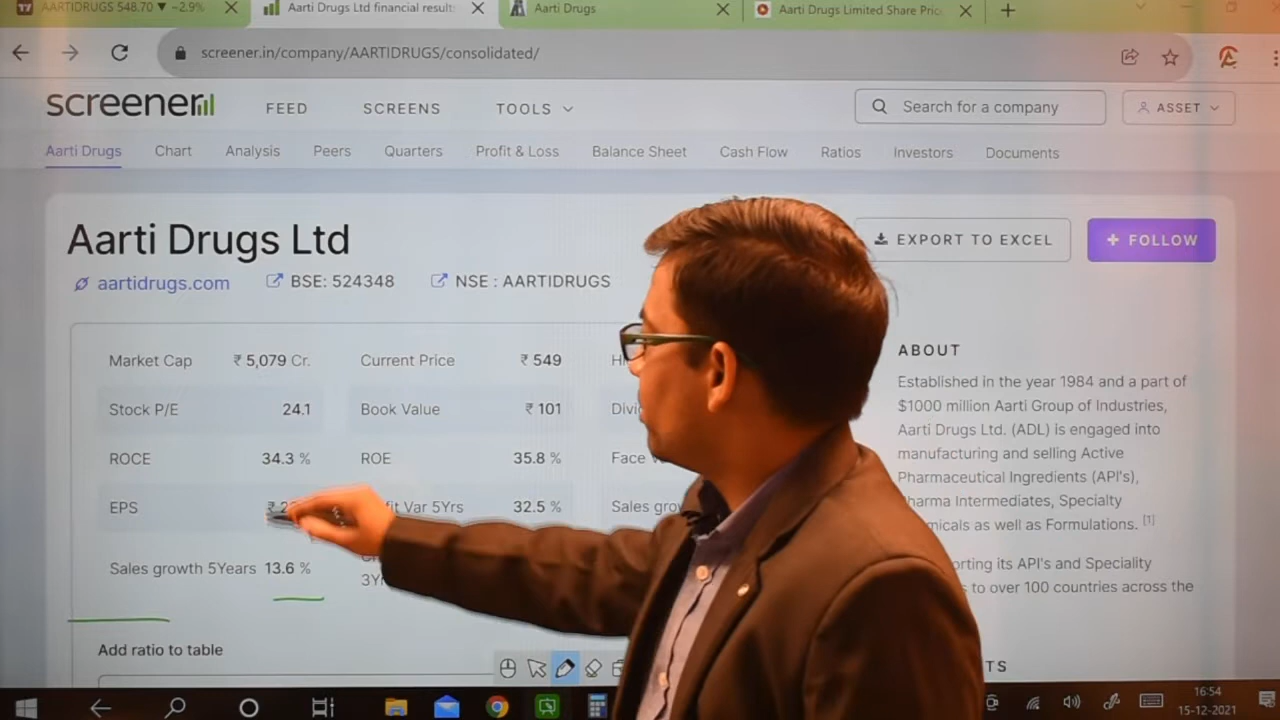 AARTIDRUGS 548.70 ▼ −2.9%
Aarti Drugs Ltd financial results
Aarti Drugs
Aarti Drugs Limited Share Pric
screener.in/company/AARTIDRUGS/consolidated/
screener
FEED
SCREENS
TOOLS
Search for a company
ASSET
Aarti Drugs
Chart
Analysis
Peers
Quarters
Profit & Loss
Balance Sheet
Cash Flow
Ratios
Investors
Documents
Aarti Drugs Ltd
EXPORT TO EXCEL
+ FOLLOW
aartidrugs.com
BSE: 524348
NSE : AARTIDRUGS
Market Cap ₹ 5,079 Cr.
Current Price ₹ 549
Stock P/E 24.1
Book Value ₹ 101
ROCE 34.3 %
ROE 35.8 %
Face
EPS ₹ 2
Var 5Yrs 32.5 %
Sales
Sales growth 5Years 13.6 %
Add ratio to table
ABOUT
Established in the year 1984 and a part of
$1000 million Aarti Group of Industries,
Aarti Drugs Ltd. (ADL) is engaged into
manufacturing and selling Active
Pharmaceutical Ingredients (API's),
Pharma Intermediates, Specialty
as well as Formulations. [1]
its API's and Speciality
to over 100 countries across the
16:54
15-12-2021